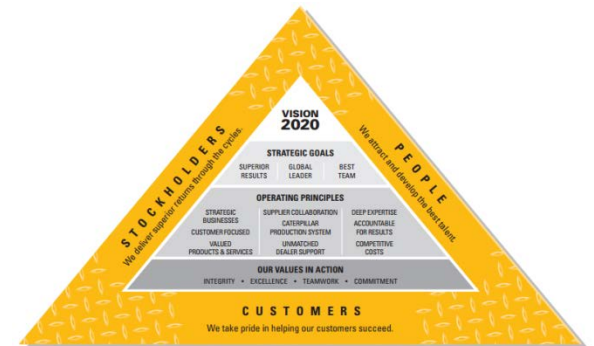 VISION
2020
STRATEGIC GOALS
SUPERIOR
RESULTS
GLOBAL
LEADER
BEST
TEAM
OPERATING PRINCIPLES
STRATEGIC
BUSINESSES
CUSTOMER FOCUSED
VALUED
PRODUCTS & SERVICES
SUPPLIER COLLABORATION
CATERPILLAR
PRODUCTION SYSTEM
UNMATCHED
DEALER SUPPORT
DEEP EXPERTISE
ACCOUNTABLE
FOR RESULTS
COMPETITIVE
COSTS
OUR VALUES IN ACTION
INTEGRITY • EXCELLENCE • TEAMWORK • COMMITMENT
STOCKHOLDERS
We deliver superior returns through the cycles.
PEOPLE
We attract and develop the best talent.
CUSTOMERS
We take pride in helping our customers succeed.